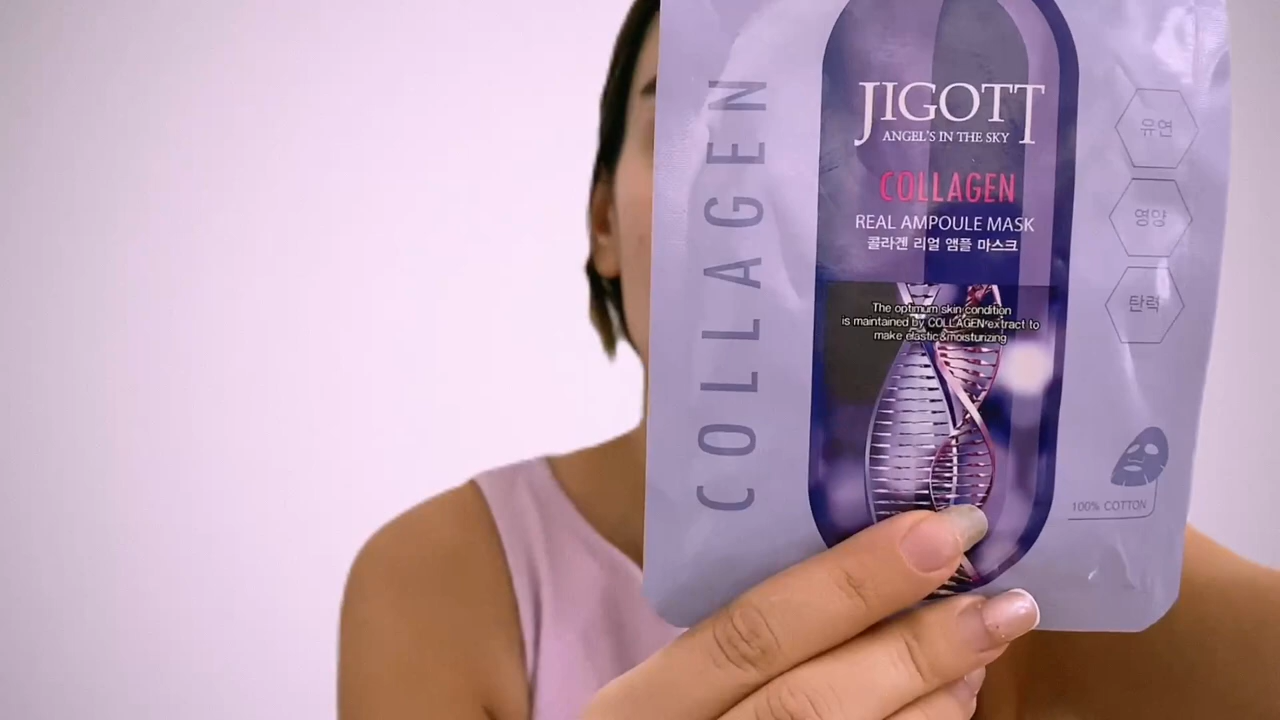 COLLAGEN
JIGOTT
ANGEL'S IN THE SKY
COLLAGEN
REAL AMPOULE MASK
콜라겐 리얼 앰플 마스크
The optimum skin condition
is maintained by COLLAGEN extract to
make elastic&moisturizing
유연
영양
탄력
100% COTTON